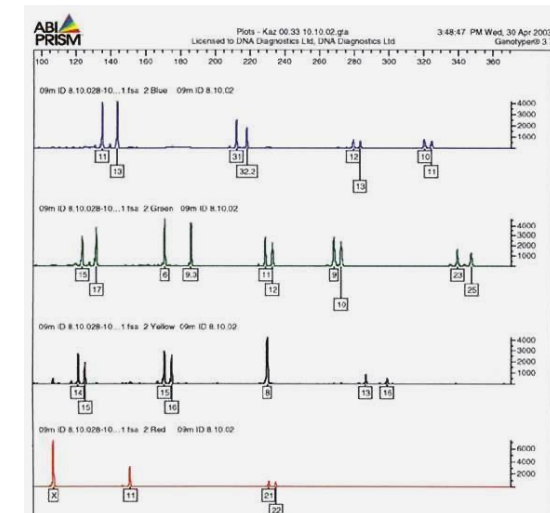 ABI
PRISM
Plots - Kaz 00.33 10.10.02.gta
3:48:47 PM Wed, 30 Apr 2003
Licensed to DNA Diagnostics Ltd, DNA Diagnostics Ltd
Genotyper® 3.
100 120 140 160 180 200 220 240 260 280 300 320 340 360
09m ID 8.10.028-10...1.fsa 2 Blue 09m ID 8.10.02
4000
3000
2000
1000
11 31 12 10
13 32.2 11
13
09m ID 8.10.028-10...1.fsa 2 Green 09m ID 8.10.02
4000
3000
2000
1000
15 6 9.3 11 9 23
17 12 10 25
09m ID 8.10.028-10...1.fsa 2 Yellow 09m ID 8.10.02
4000
3000
2000
1000
14 15 8 13 16
15 16
09m ID 8.10.028-10...1.fsa 2 Red 09m ID 8.10.02
6000
4000
2000
X 11 21
22